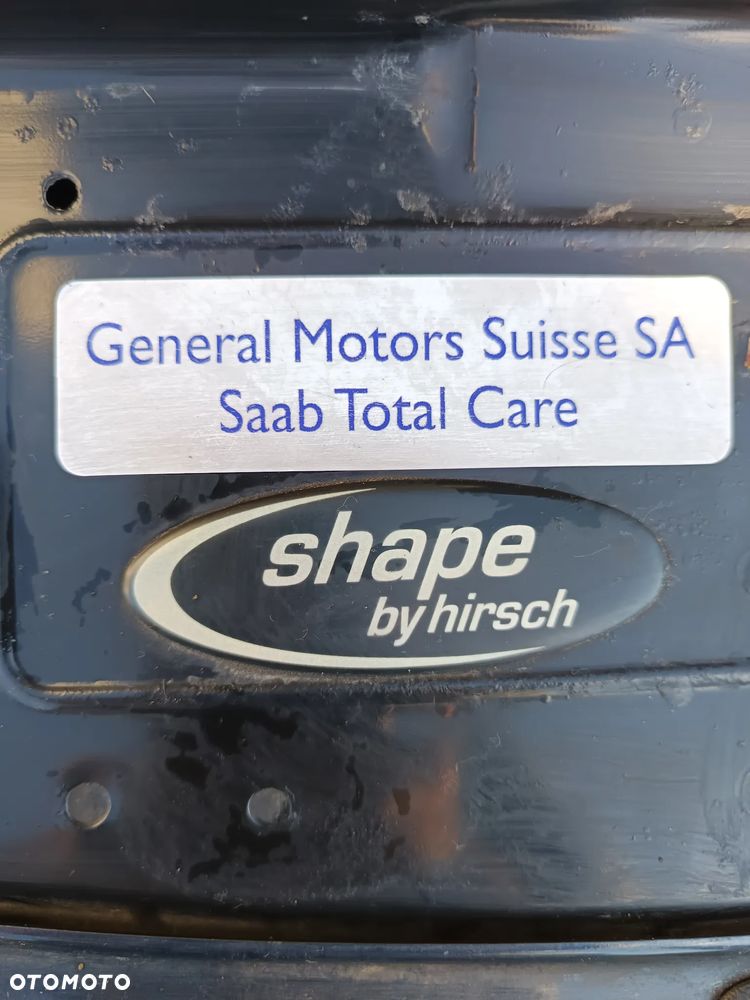 General Motors Suisse SA
Saab Total Care
shape
by hirsch
OTOMOTO